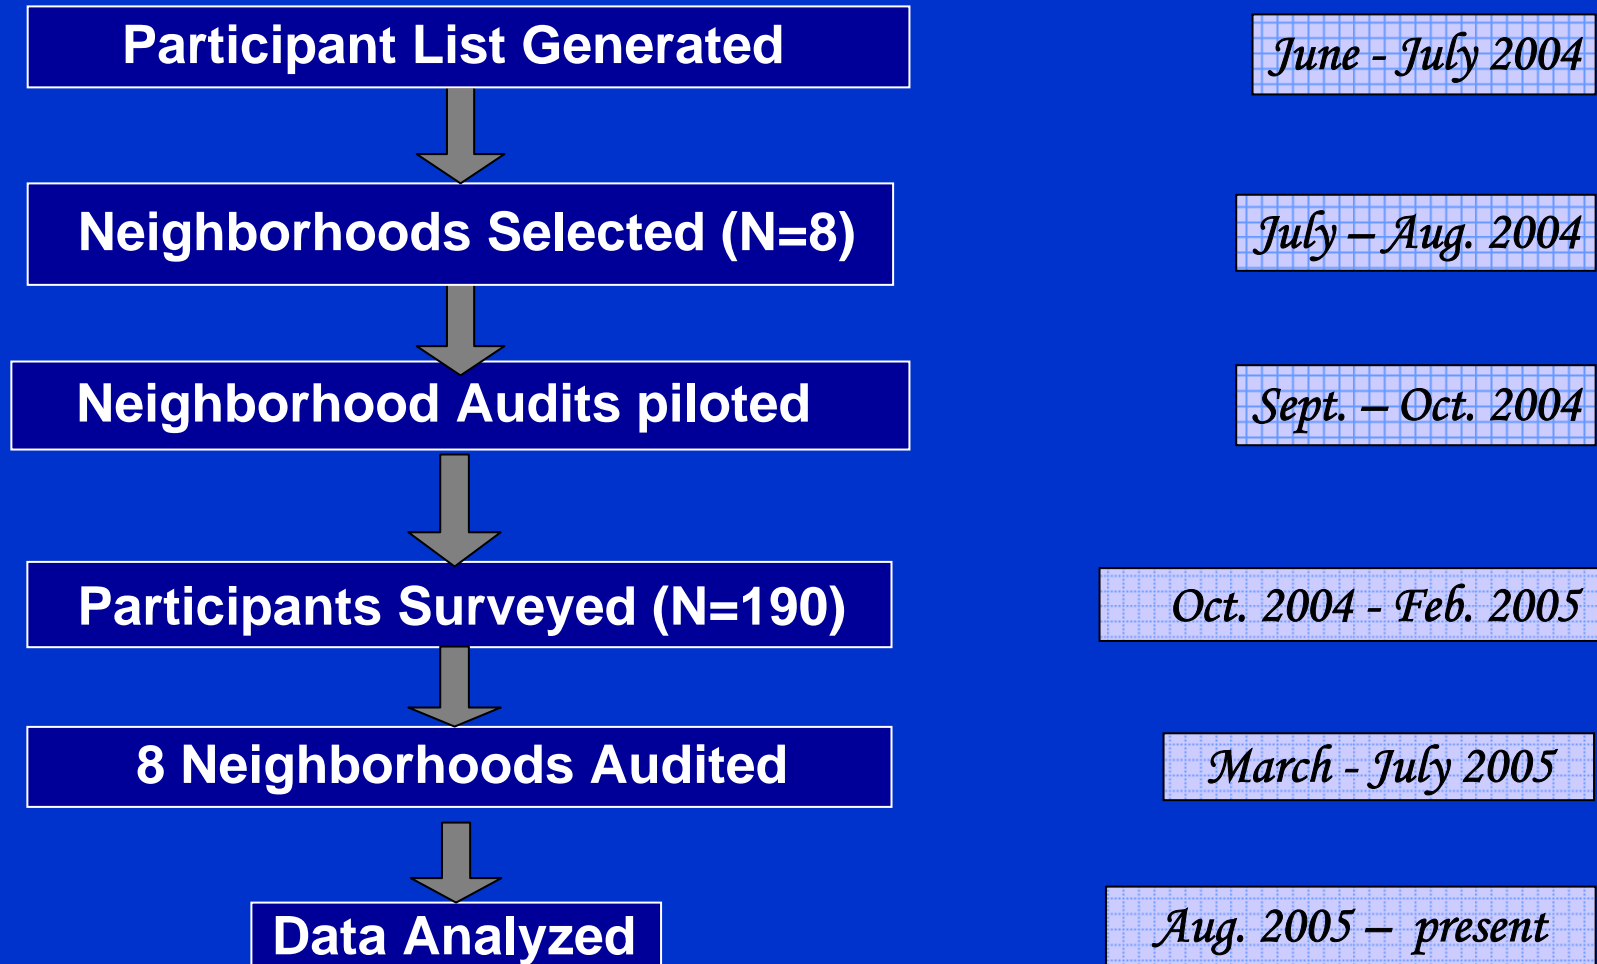 Participant List Generated
June - July 2004
Neighborhoods Selected (N=8)
July – Aug. 2004
Neighborhood Audits piloted
Sept. – Oct. 2004
Participants Surveyed (N=190)
Oct. 2004 - Feb. 2005
8 Neighborhoods Audited
March - July 2005
Data Analyzed
Aug. 2005 – present